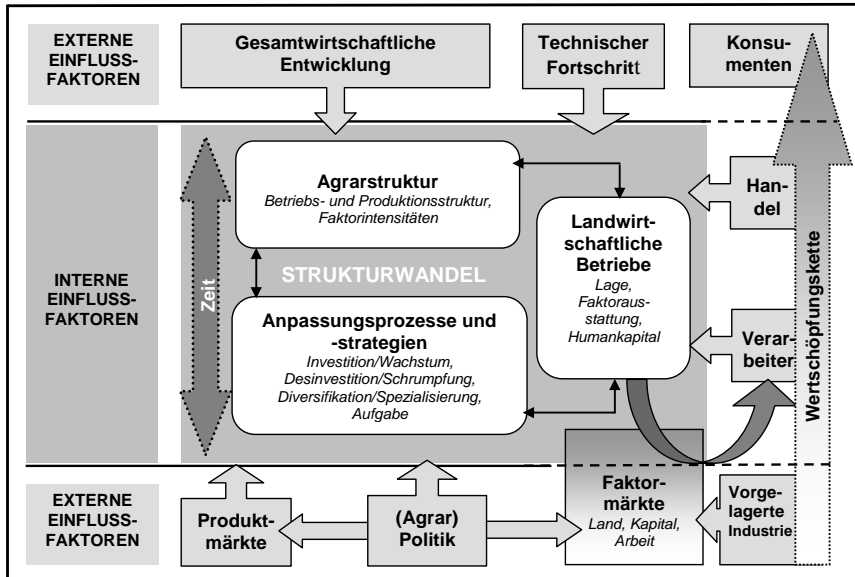 EXTERNE
EINFLUSS-
FAKTOREN
Gesamtwirtschaftliche
Entwicklung
Technischer
Fortschritt
Konsu-
menten
INTERNE
EINFLUSS-
FAKTOREN
Zeit
Agrarstruktur
Betriebs- und Produktionsstruktur,
Faktorintensitäten
STRUKTURWANDEL
Anpassungsprozesse und
-strategien
Investition/Wachstum,
Desinvestition/Schrumpfung,
Diversifikation/Spezialisierung,
Aufgabe
Landwirt-
schaftliche
Betriebe
Lage,
Faktoraus-
stattung,
Humankapital
Han-
del
Verar-
beiter
Wertschöpfungskette
EXTERNE
EINFLUSS-
FAKTOREN
Produkt-
märkte
(Agrar)
Politik
Faktor-
märkte
Land, Kapital,
Arbeit
Vorge-
lagerte
Industrie